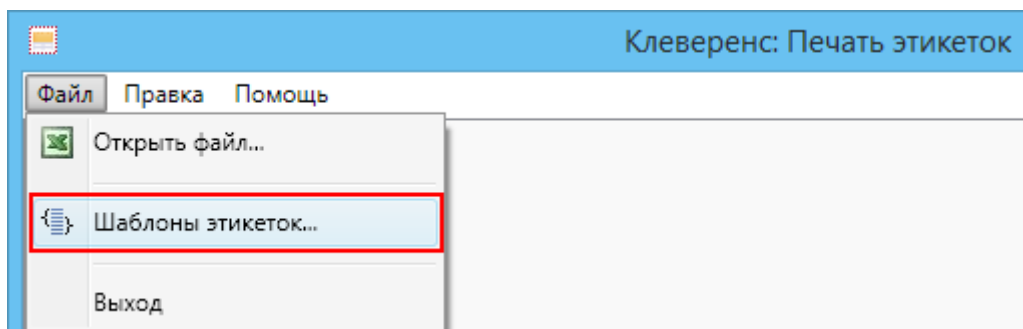 Клеверенс: Печать этикеток
Файл Правка Помощь
Открыть файл...
Шаблоны этикеток...
Выход